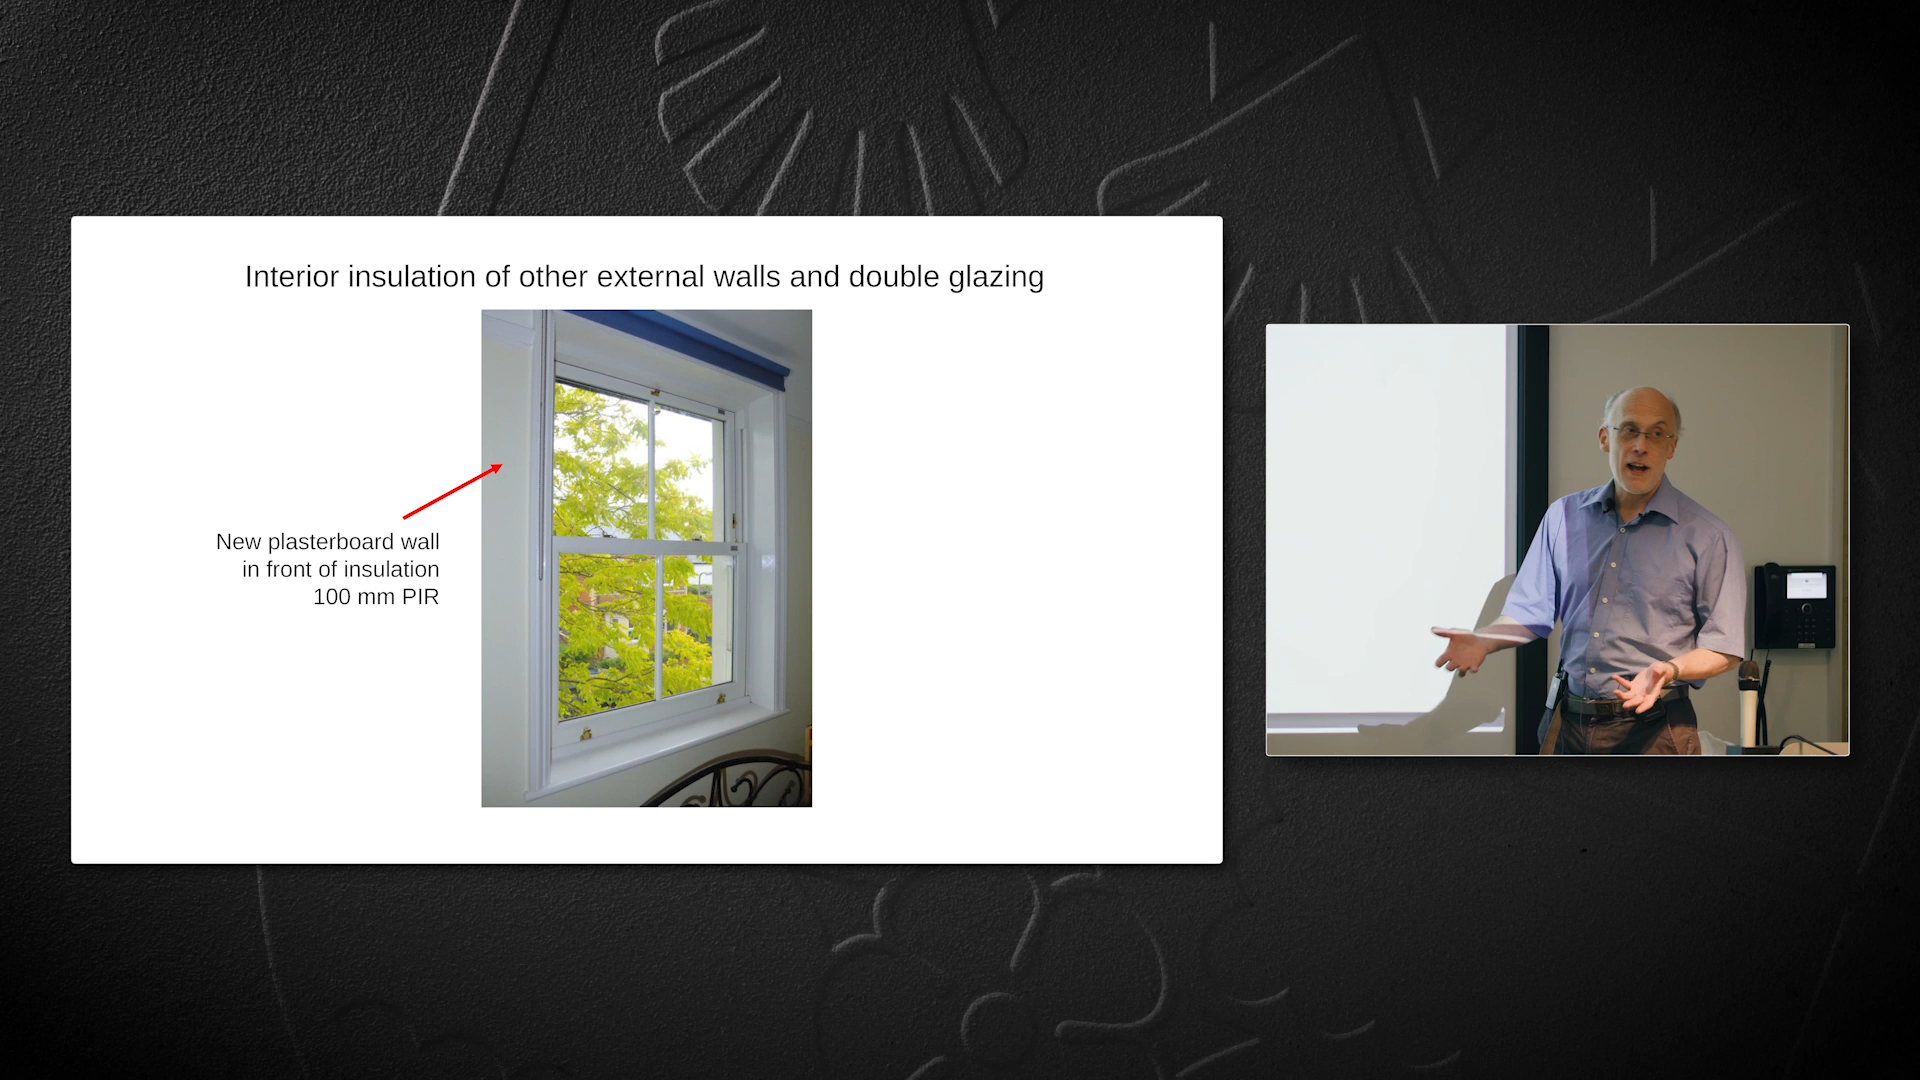 Interior insulation of other external walls and double glazing
New plasterboard wall
in front of insulation
100 mm PIR